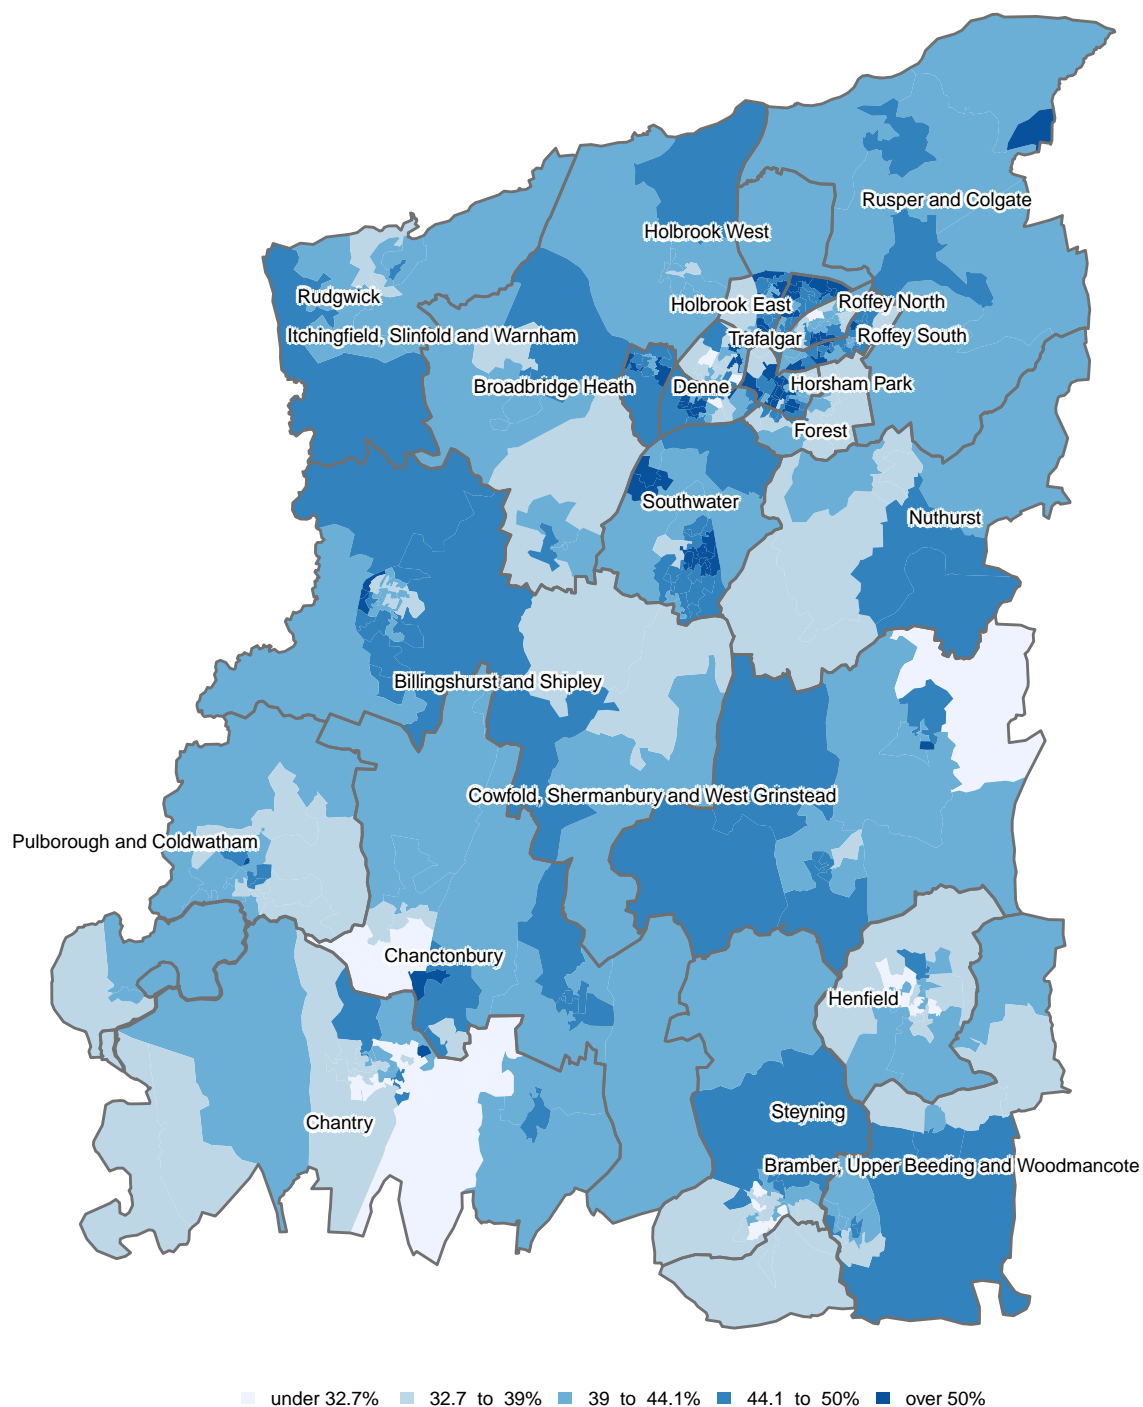 Rusper and Colgate
Holbrook West
Rudgwick
Holbrook East
Roffey North
Itchingfield, Slinfold and Warnham
Trafalgar
Roffey South
Broadbridge Heath
Denne
Horsham Park
Forest
Southwater
Nuthurst
Billingshurst and Shipley
Cowfold, Shermanbury and West Grinstead
Pulborough and Coldwatham
Chanctonbury
Henfield
Chantry
Steyning
Bramber, Upper Beeding and Woodmancote
under 32.7% 32.7 to 39% 39 to 44.1% 44.1 to 50% over 50%